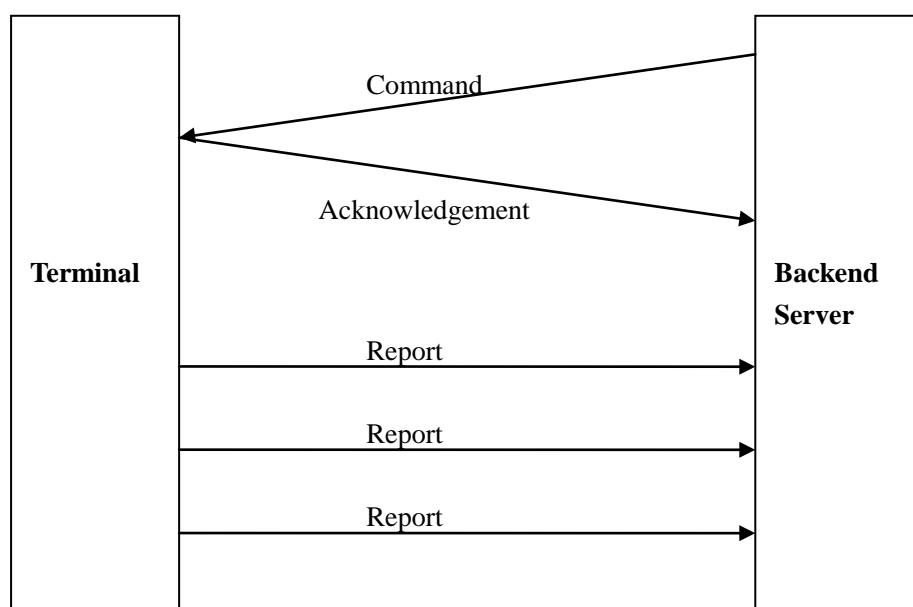 Command
Acknowledgement
Terminal
Backend
Server
Report
Report
Report